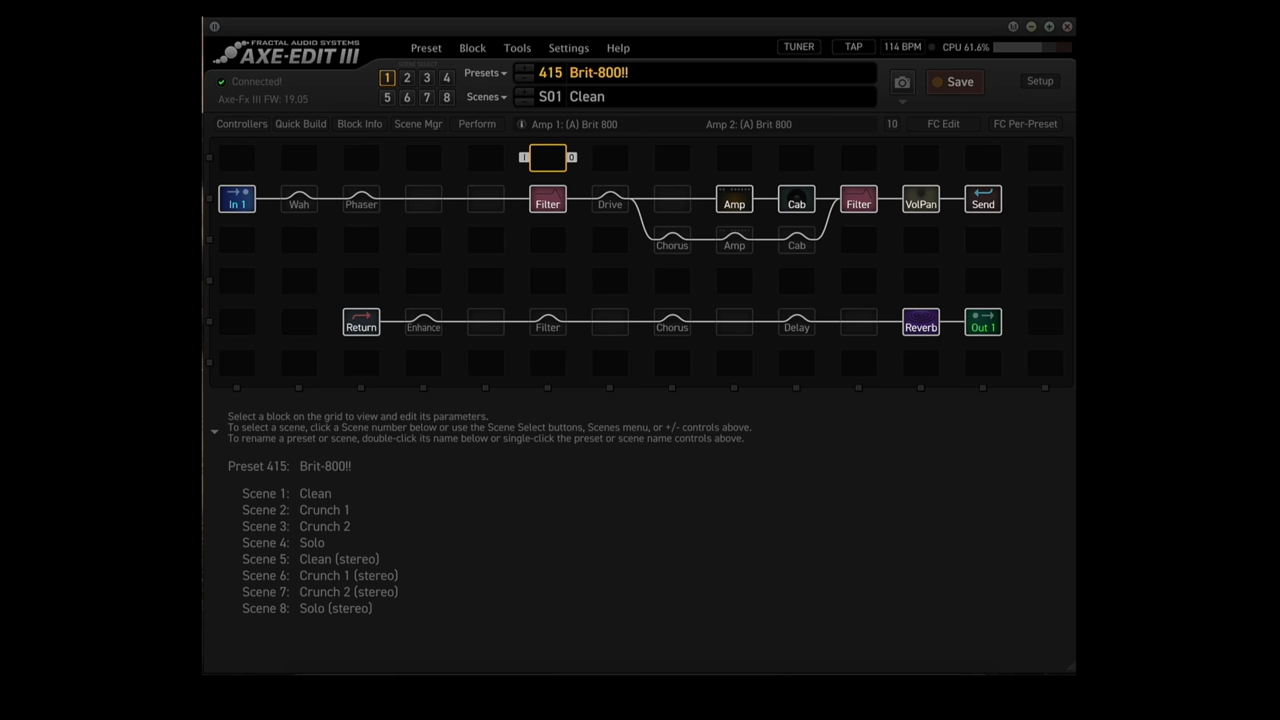 FRACTAL AUDIO SYSTEMS
AXE-EDIT III
Preset Block Tools Settings Help
TUNER TAP 114 BPM CPU 61.6%
SCENE SELECT
1 2 3 4
5 6 7 8
Presets 415 Brit-800!!
Scenes S01 Clean
Save Setup
Connected!
Axe-Fx III FW: 19.05
Controllers Quick Build Block Info Scene Mgr Perform Amp 1: (A) Brit 800 Amp 2: (A) Brit 800 10 FC Edit FC Per-Preset
I O
In 1 Wah Phaser Filter Drive Amp Cab Filter VolPan Send
Chorus Amp Cab
Return Enhance Filter Chorus Delay Reverb Out 1
Select a block on the grid to view and edit its parameters.
To select a scene, click a Scene number below or use the Scene Select buttons, Scenes menu, or +/- controls above.
To rename a preset or scene, double-click its name below or single-click the preset or scene name controls above.
Preset 415: Brit-800!!
Scene 1: Clean
Scene 2: Crunch 1
Scene 3: Crunch 2
Scene 4: Solo
Scene 5: Clean (stereo)
Scene 6: Crunch 1 (stereo)
Scene 7: Crunch 2 (stereo)
Scene 8: Solo (stereo)